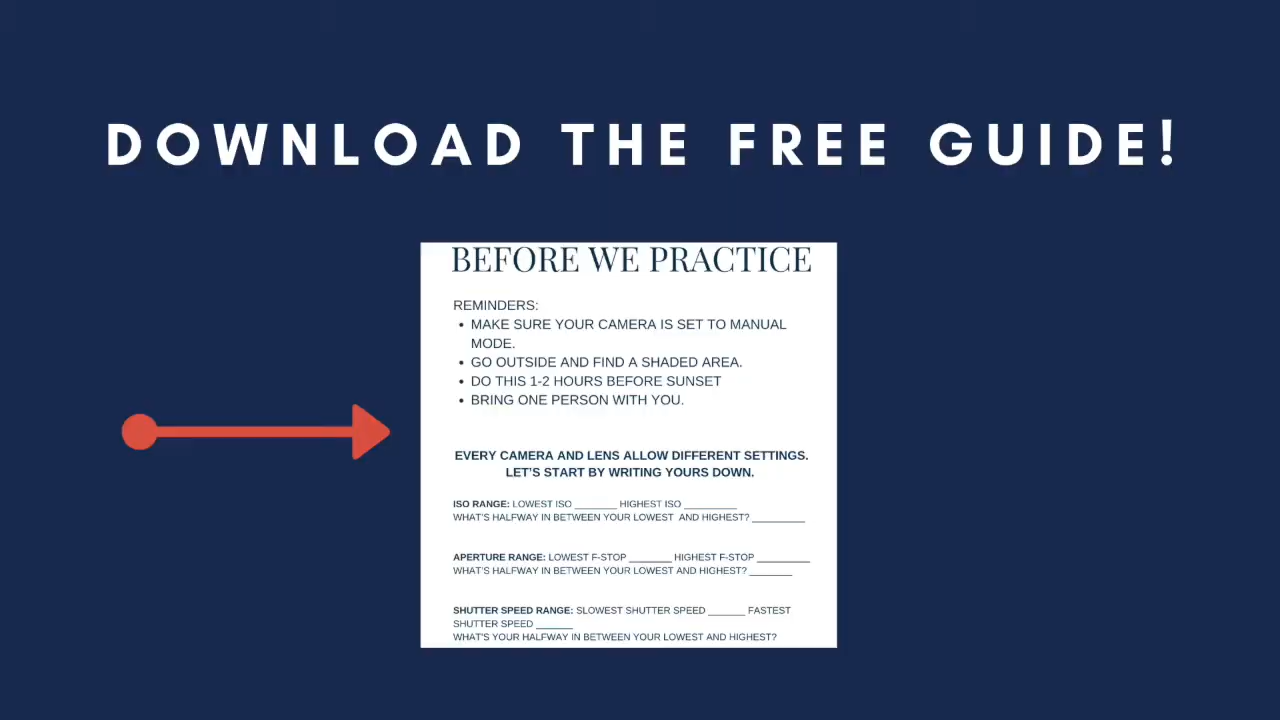 DOWNLOAD THE FREE GUIDE!
BEFORE WE PRACTICE
REMINDERS:
• MAKE SURE YOUR CAMERA IS SET TO MANUAL
MODE.
• GO OUTSIDE AND FIND A SHADED AREA.
• DO THIS 1-2 HOURS BEFORE SUNSET
• BRING ONE PERSON WITH YOU.
EVERY CAMERA AND LENS ALLOW DIFFERENT SETTINGS.
LET'S START BY WRITING YOURS DOWN.
ISO RANGE: LOWEST ISO ________ HIGHEST ISO __________
WHAT'S HALFWAY IN BETWEEN YOUR LOWEST AND HIGHEST? __________
APERTURE RANGE: LOWEST F-STOP ________ HIGHEST F-STOP __________
WHAT'S HALFWAY IN BETWEEN YOUR LOWEST AND HIGHEST? ________
SHUTTER SPEED RANGE: SLOWEST SHUTTER SPEED _______ FASTEST
SHUTTER SPEED _______
WHAT'S YOUR HALFWAY IN BETWEEN YOUR LOWEST AND HIGHEST?